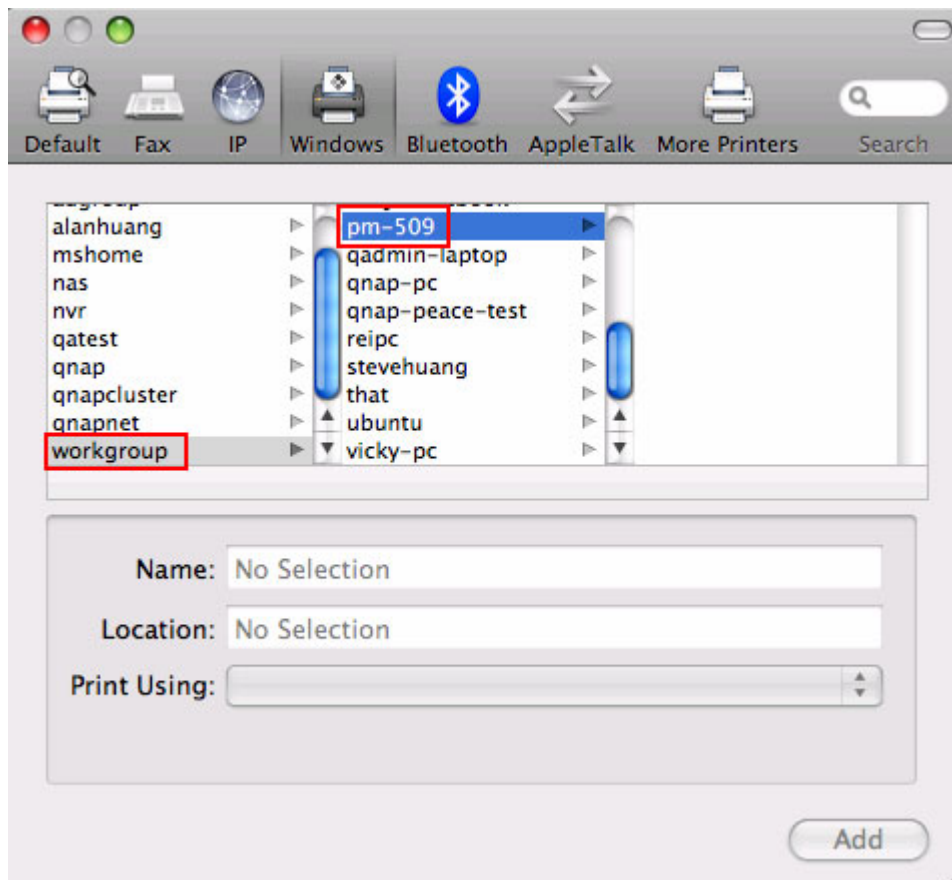 Default Fax IP Windows Bluetooth AppleTalk More Printers Search
alanhuang
mshome
nas
nvr
qatest
qnap
qnapcluster
qnapnet
workgroup
pm-509
qadmin-laptop
qnap-pc
qnap-peace-test
reipc
stevehuang
that
ubuntu
vicky-pc
Name: No Selection
Location: No Selection
Print Using:
Add